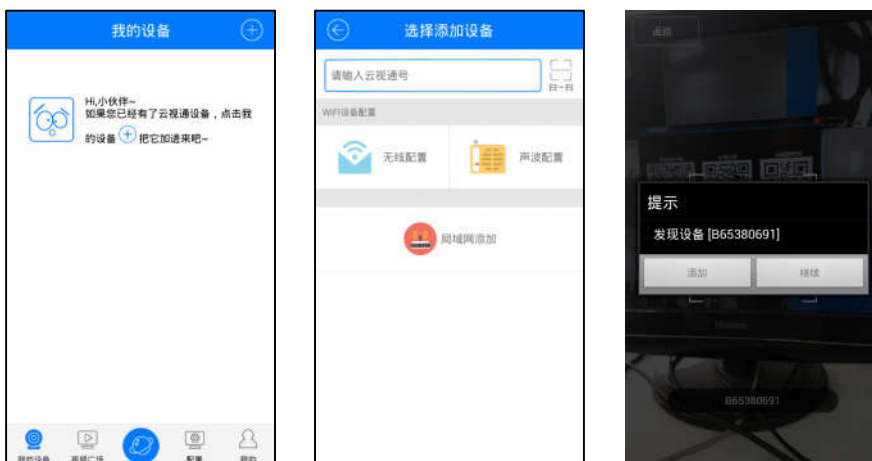 我的设备
Hi,小伙伴~
如果您已经有了云视通设备，点击我
的设备 把它加进来吧~
我的设备
视频广场
配置
我的
选择添加设备
请输入云视通号
扫一扫
WIFI设备配置
无线配置
声波配置
局域网添加
返回
提示
发现设备 [B65380691]
添加
继续
B65380691